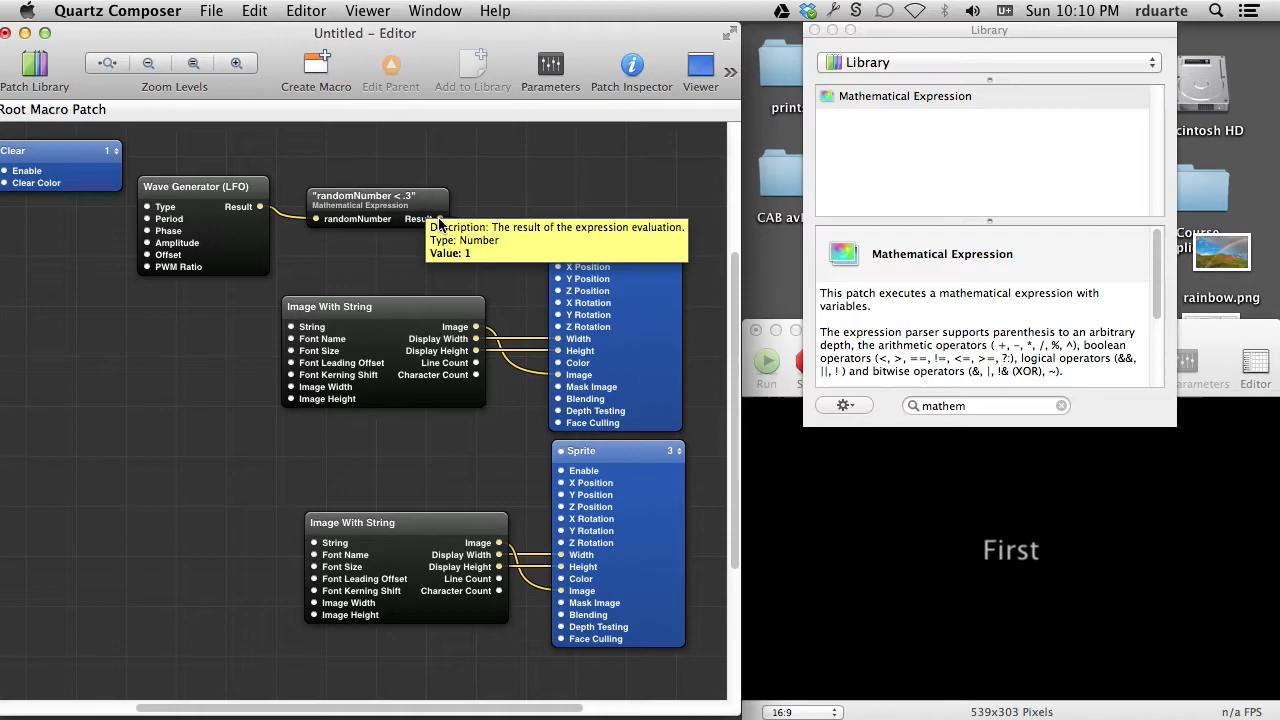 Quartz Composer File Edit Editor Viewer Window Help
Sun 10:10 PM rduarte
Untitled - Editor
Patch Library
Zoom Levels
Create Macro
Edit Parent
Add to Library
Parameters
Patch Inspector
Viewer
Root Macro Patch
Clear 1
Enable
Clear Color
Wave Generator (LFO)
Type Result
Period
Phase
Amplitude
Offset
PWM Ratio
"randomNumber < .3"
Mathematical Expression
randomNumber Result
Description: The result of the expression evaluation.
Type: Number
Value: 1
X Position
Y Position
Z Position
X Rotation
Y Rotation
Z Rotation
Width
Height
Color
Image
Mask Image
Blending
Depth Testing
Face Culling
Image With String
String Image
Font Name Display Width
Font Size Display Height
Font Leading Offset Line Count
Font Kerning Shift Character Count
Image Width
Image Height
Sprite 3
Enable
X Position
Y Position
Z Position
X Rotation
Y Rotation
Z Rotation
Width
Height
Color
Image
Mask Image
Blending
Depth Testing
Face Culling
Image With String
String Image
Font Name Display Width
Font Size Display Height
Font Leading Offset Line Count
Font Kerning Shift Character Count
Image Width
Image Height
Library
Library
Mathematical Expression
Mathematical Expression
This patch executes a mathematical expression with
variables.
The expression parser supports parenthesis to an arbitrary
depth, the arithmetic operators ( +, -, *, /, %, ^), boolean
operators (<, >, ==, !=, <=, >=, ?:), logical operators (&&,
||, ! ) and bitwise operators (&, |, !& (XOR), ~).
mathem
prints
CAB avl
cintosh HD
rainbow.png
Run
arameters
Editor
First
16:9
539x303 Pixels
n/a FPS